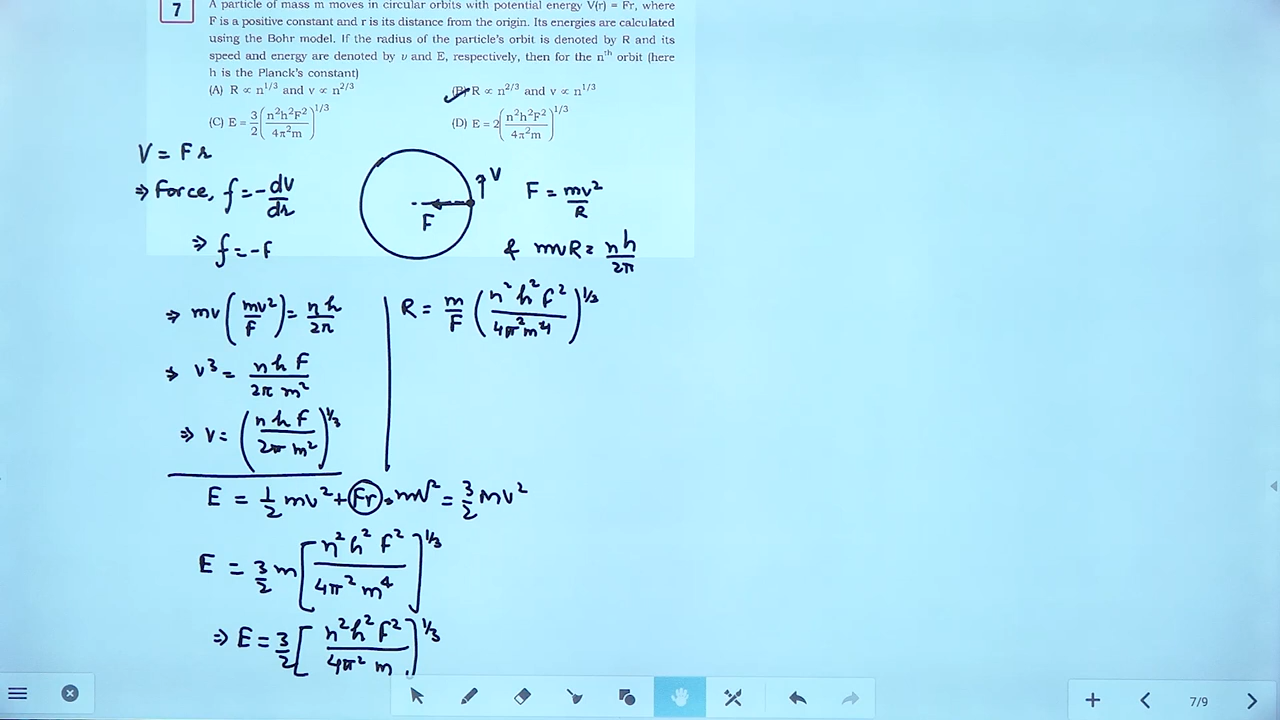 7
A particle of mass m moves in circular orbits with potential energy V(r) = Fr, where
F is a positive constant and r is its distance from the origin. Its energies are calculated
using the Bohr model. If the radius of the particle's orbit is denoted by R and its
speed and energy are denoted by υ and E, respectively, then for the nᵗʰ orbit (here
h is the Planck's constant)
(A) R ∝ n^1/3 and v ∝ n^2/3
(B) R ∝ n^2/3 and v ∝ n^1/3
(C) E = 3/2 (n²h²F²/4π²m)^1/3
(D) E = 2(n²h²F²/4π²m)^1/3
V = Fr
⇒ Force, f = -dV/dr
⇒ f = -F
F
V
F = mv²/R
& mvR = nh/2π
⇒ mv(mv²/F) = nh/2π
⇒ v³ = nhF/2π m²
⇒ v = (nhF/2π m²)^1/3
R = m/F (n²h²F²/4π²m⁴)^1/3
E = 1/2 mv² + Fr = mv² = 3/2 mv²
E = 3/2 m [n²h²F²/4π²m⁴]^1/3
⇒ E = 3/2 [n²h²F²/4π² m]^1/3
7/9